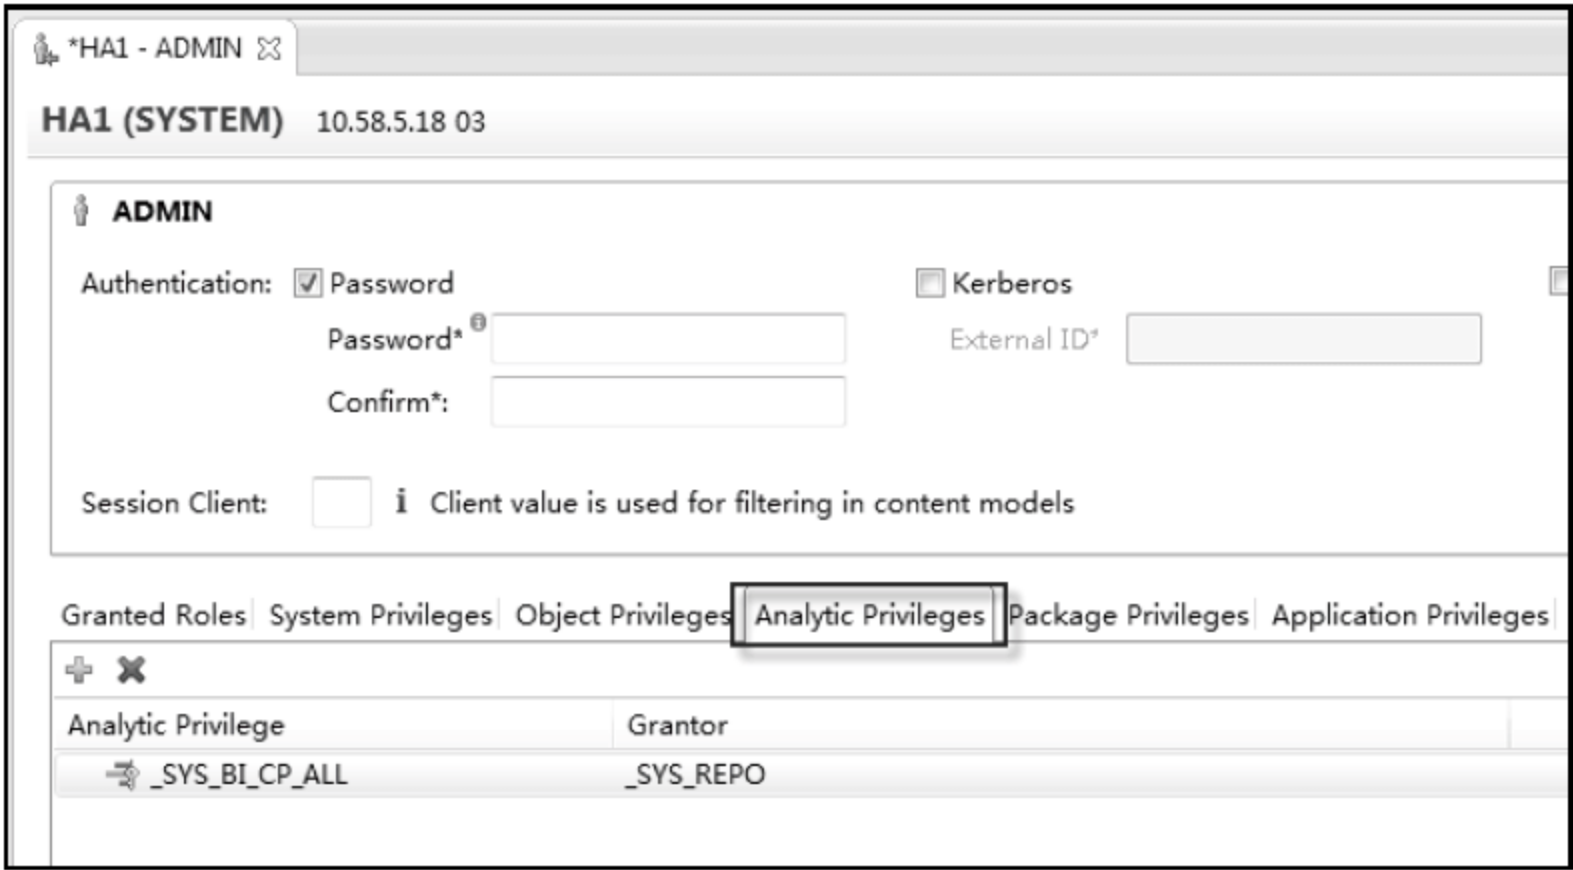 *HA1 - ADMIN
HA1 (SYSTEM) 10.58.5.18 03
ADMIN
Authentication: Password Kerberos
Password* External ID*
Confirm*:
Session Client: i Client value is used for filtering in content models
Granted Roles System Privileges Object Privileges Analytic Privileges Package Privileges Application Privileges
Analytic Privilege Grantor
_SYS_BI_CP_ALL _SYS_REPO